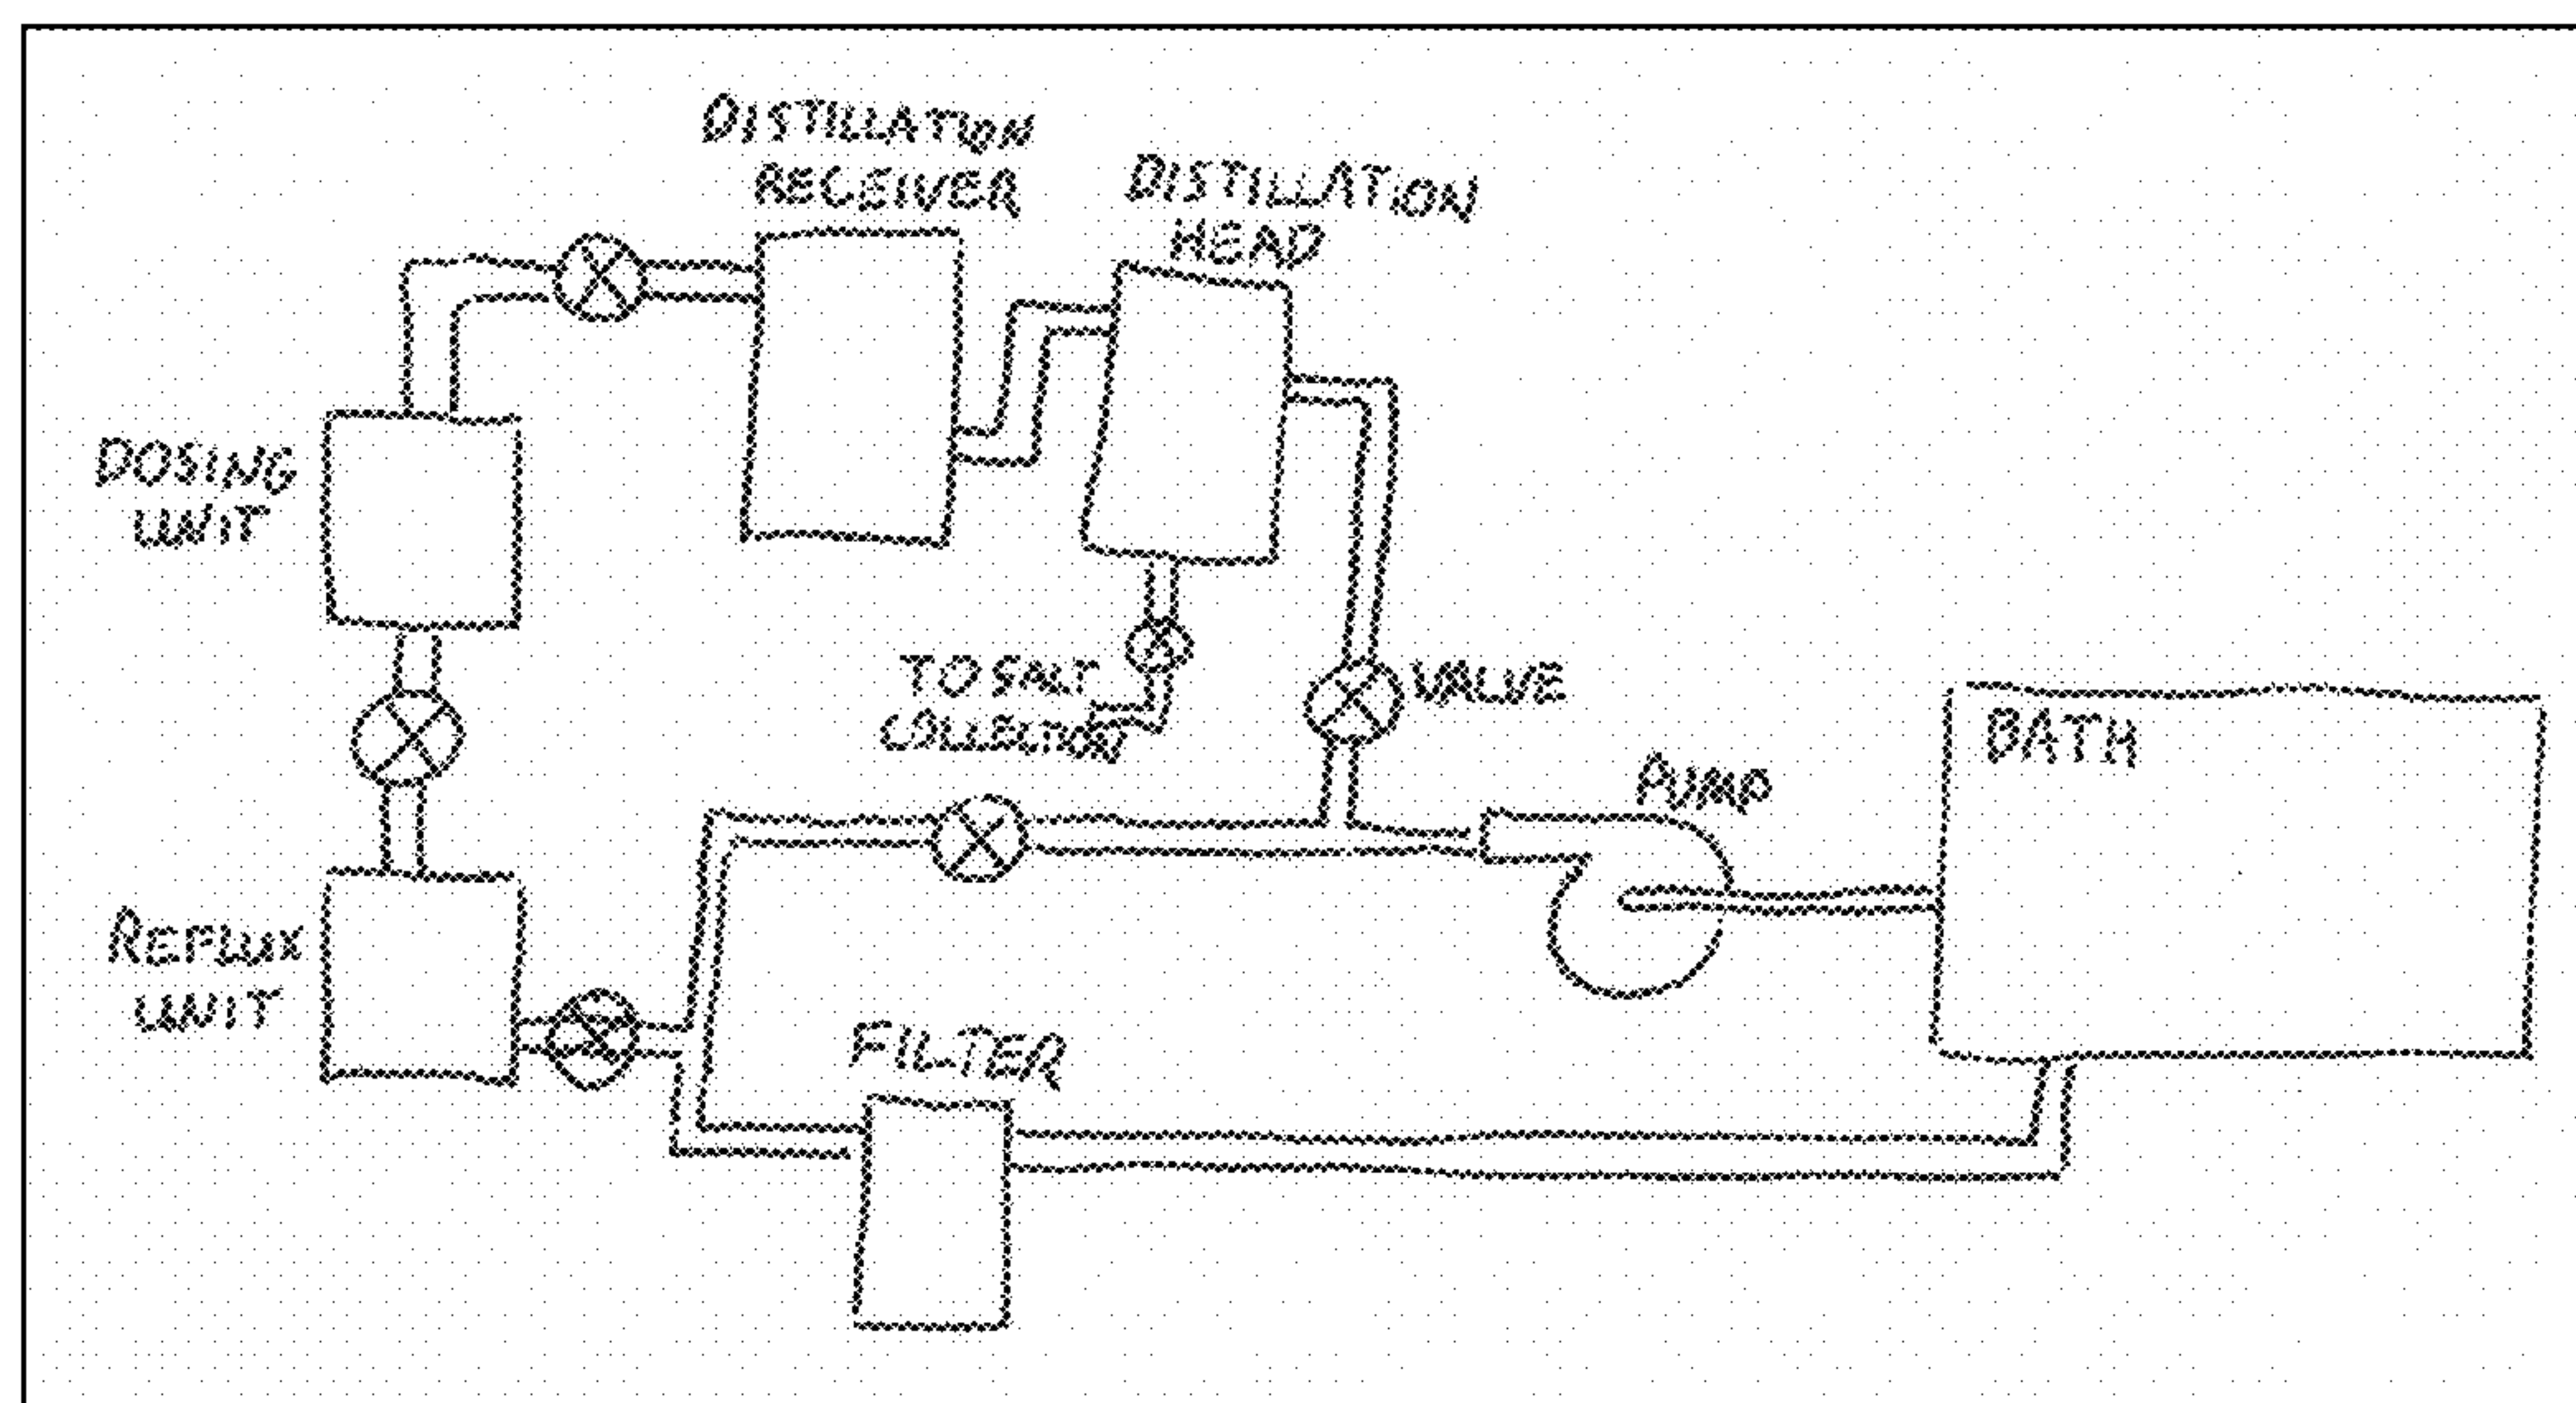 DISTILLATION
RECEIVER
DISTILLATION
HEAD
DOSING
UNIT
TO SALT
COLLECTION
VALVE
BATH
PUMP
REFLUX
UNIT
FILTER